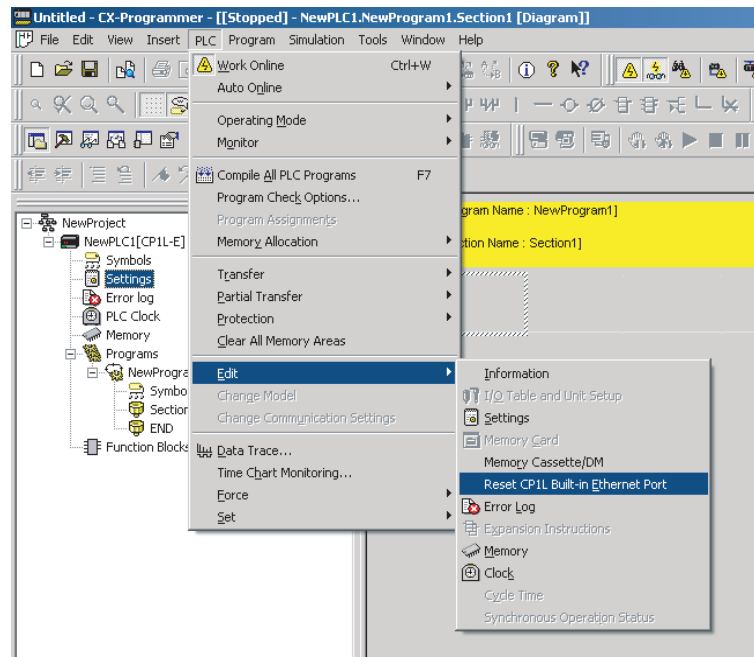 Untitled - CX-Programmer - [[Stopped] - NewPLC1.NewProgram1.Section1 [Diagram]]
File Edit View Insert PLC Program Simulation Tools Window Help
Work Online Ctrl+W
Auto Online
Operating Mode
Monitor
Compile All PLC Programs F7
Program Check Options...
Program Assignments
Memory Allocation
Transfer
Partial Transfer
Protection
Clear All Memory Areas
Edit
Change Model
Change Communication Settings
Data Trace...
Time Chart Monitoring...
Force
Set
NewProject
NewPLC1[CP1L-E]
Symbols
Settings
Error log
PLC Clock
Memory
Programs
NewProgra
Symbo
Section
END
Function Blocks
gram Name : NewProgram1]
ction Name : Section1]
Information
I/O Table and Unit Setup
Settings
Memory Card
Memory Cassette/DM
Reset CP1L Built-in Ethernet Port
Error Log
Expansion Instructions
Memory
Clock
Cycle Time
Synchronous Operation Status